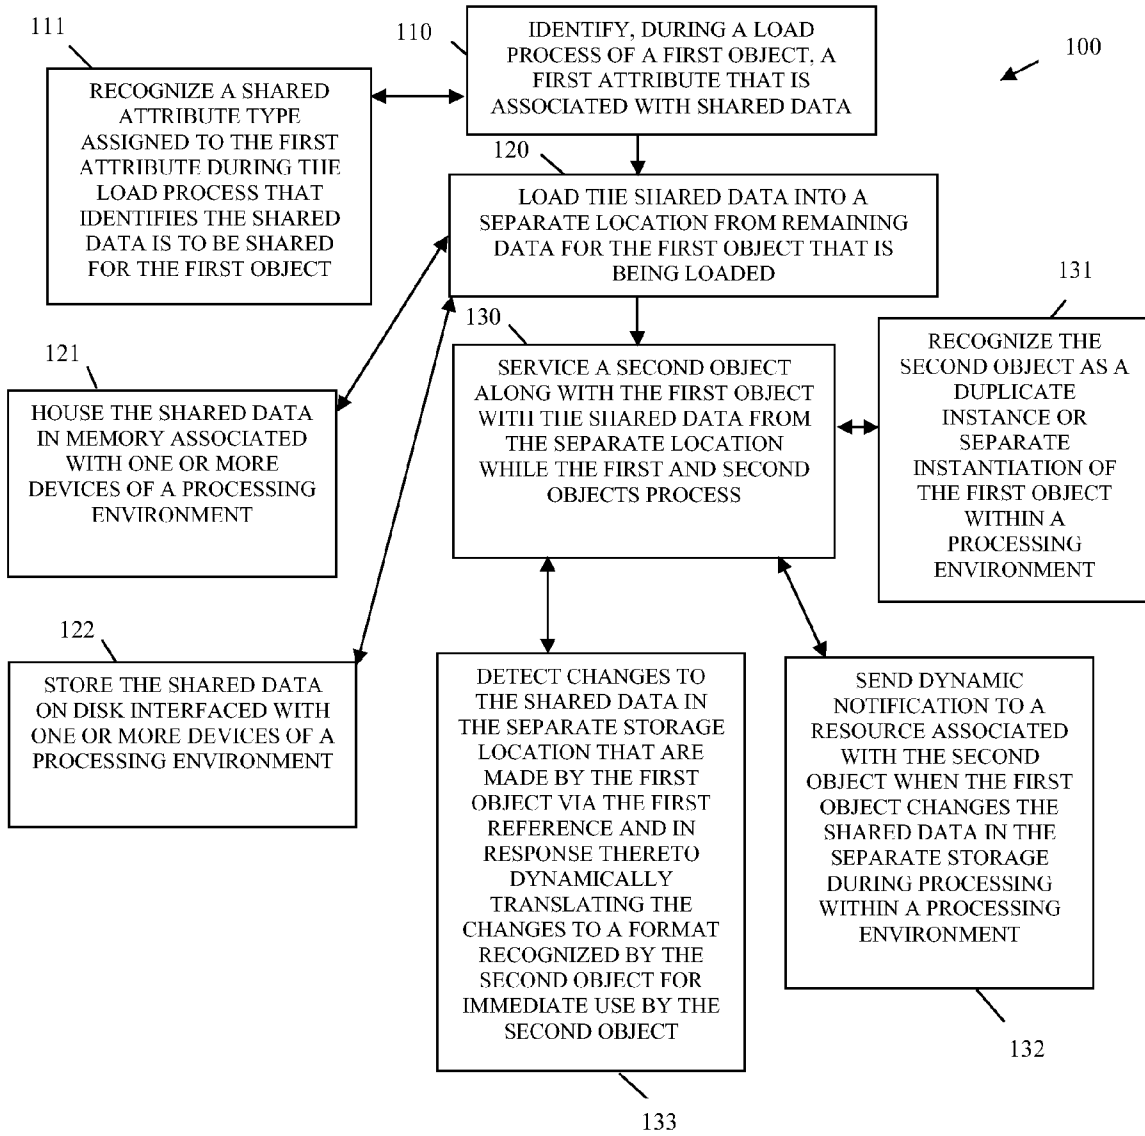 111
RECOGNIZE A SHARED
ATTRIBUTE TYPE
ASSIGNED TO THE FIRST
ATTRIBUTE DURING THE
LOAD PROCESS THAT
IDENTIFIES THE SHARED
DATA IS TO BE SHARED
FOR THE FIRST OBJECT
110
IDENTIFY, DURING A LOAD
PROCESS OF A FIRST OBJECT, A
FIRST ATTRIBUTE THAT IS
ASSOCIATED WITH SHARED DATA
100
120
LOAD THE SHARED DATA INTO A
SEPARATE LOCATION FROM REMAINING
DATA FOR THE FIRST OBJECT THAT IS
BEING LOADED
121
HOUSE THE SHARED DATA
IN MEMORY ASSOCIATED
WITH ONE OR MORE
DEVICES OF A PROCESSING
ENVIRONMENT
130
SERVICE A SECOND OBJECT
ALONG WITH THE FIRST OBJECT
WITH THE SHARED DATA FROM
THE SEPARATE LOCATION
WHILE THE FIRST AND SECOND
OBJECTS PROCESS
131
RECOGNIZE THE
SECOND OBJECT AS A
DUPLICATE
INSTANCE OR
SEPARATE
INSTANTIATION OF
THE FIRST OBJECT
WITHIN A
PROCESSING
ENVIRONMENT
122
STORE THE SHARED DATA
ON DISK INTERFACED WITH
ONE OR MORE DEVICES OF A
PROCESSING ENVIRONMENT
DETECT CHANGES TO
THE SHARED DATA IN
THE SEPARATE STORAGE
LOCATION THAT ARE
MADE BY THE FIRST
OBJECT VIA THE FIRST
REFERENCE AND IN
RESPONSE THERETO
DYNAMICALLY
TRANSLATING THE
CHANGES TO A FORMAT
RECOGNIZED BY THE
SECOND OBJECT FOR
IMMEDIATE USE BY THE
SECOND OBJECT
133
SEND DYNAMIC
NOTIFICATION TO A
RESOURCE ASSOCIATED
WITH THE SECOND
OBJECT WHEN THE FIRST
OBJECT CHANGES THE
SHARED DATA IN THE
SEPARATE STORAGE
DURING PROCESSING
WITHIN A PROCESSING
ENVIRONMENT
132